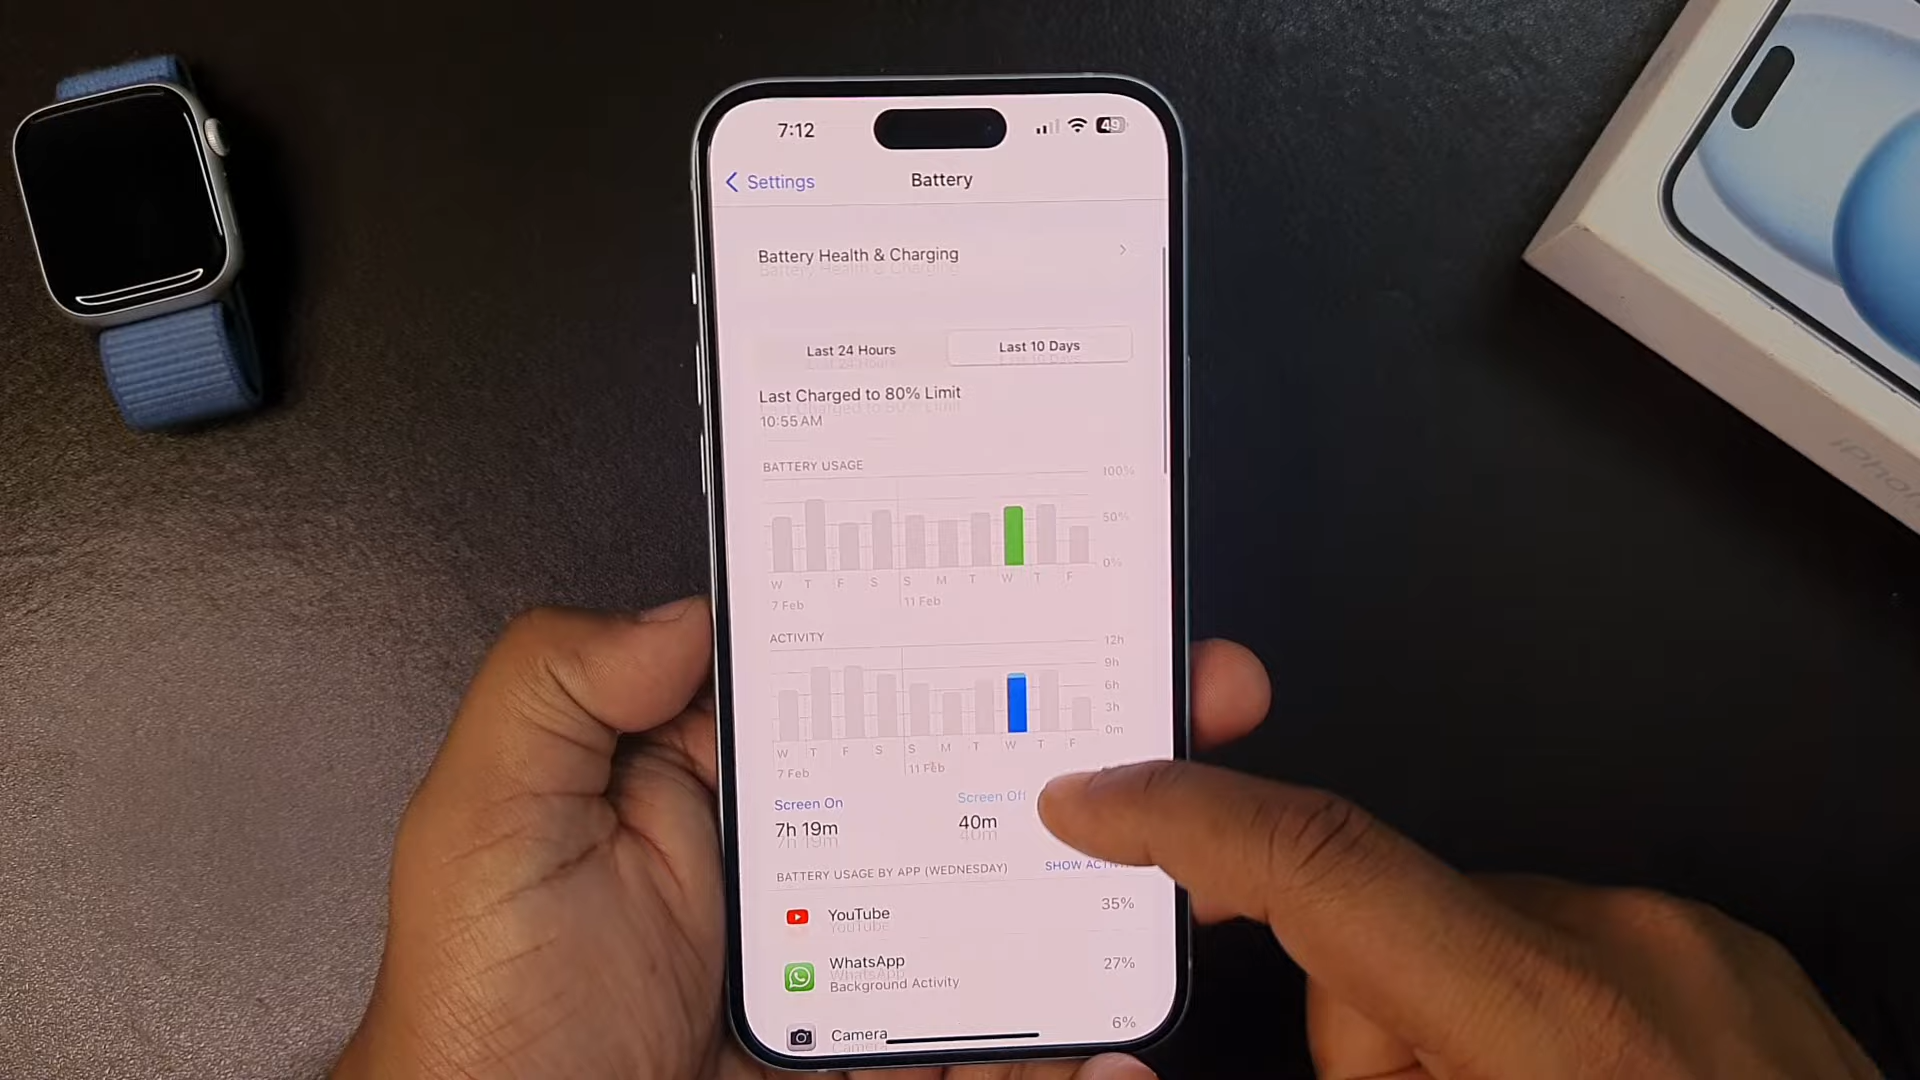 7:12
49
Settings
Battery
Battery Health & Charging
Last 24 Hours
Last 10 Days
Last Charged to 80% Limit
10:55 AM
BATTERY USAGE
100%
50%
0%
W T F S S M T W T F
7 Feb
11 Feb
ACTIVITY
12h
9h
6h
3h
0m
W T F S S M T W T F
7 Feb
11 Feb
Screen On
Screen Off
7h 19m
40m
BATTERY USAGE BY APP (WEDNESDAY)
SHOW
YouTube
35%
WhatsApp
27%
Background Activity
Camera
6%
iPhon